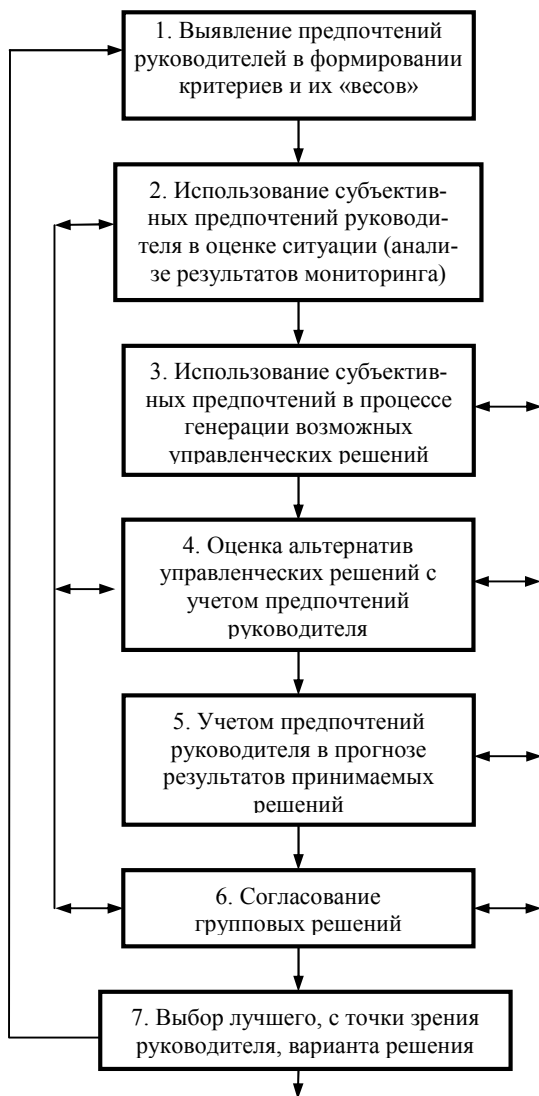 1. Выявление предпочтений
руководителей в формировании
критериев и их «весов»
2. Использование субъектив-
ных предпочтений руководи-
теля в оценке ситуации (анали-
зе результатов мониторинга)
3. Использование субъектив-
ных предпочтений в процессе
генерации возможных
управленческих решений
4. Оценка альтернатив
управленческих решений с
учетом предпочтений
руководителя
5. Учетом предпочтений
руководителя в прогнозе
результатов принимаемых
решений
6. Согласование
групповых решений
7. Выбор лучшего, с точки зрения
руководителя, варианта решения